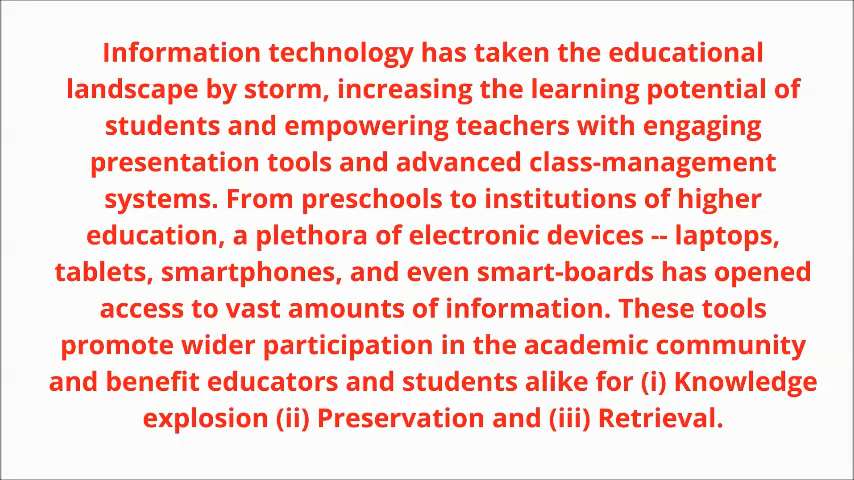 Information technology has taken the educational
landscape by storm, increasing the learning potential of
students and empowering teachers with engaging
presentation tools and advanced class-management
systems. From preschools to institutions of higher
education, a plethora of electronic devices -- laptops,
tablets, smartphones, and even smart-boards has opened
access to vast amounts of information. These tools
promote wider participation in the academic community
and benefit educators and students alike for (i) Knowledge
explosion (ii) Preservation and (iii) Retrieval.